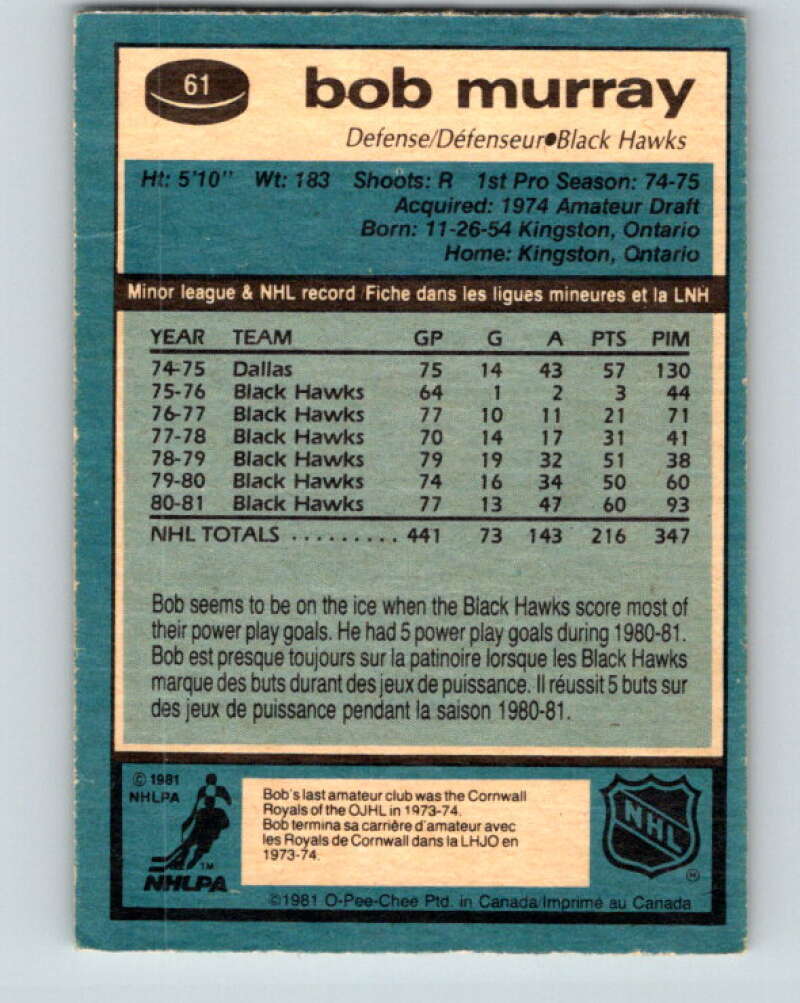 61
bob murray
Defense/Défenseur●Black Hawks
Ht: 5'10" Wt: 183 Shoots: R 1st Pro Season: 74-75
Acquired: 1974 Amateur Draft
Born: 11-26-54 Kingston, Ontario
Home: Kingston, Ontario
Minor league & NHL record/Fiche dans les ligues mineures et la LNH
YEAR TEAM GP G A PTS PIM
74-75 Dallas 75 14 43 57 130
75-76 Black Hawks 64 1 2 3 44
76-77 Black Hawks 77 10 11 21 71
77-78 Black Hawks 70 14 17 31 41
78-79 Black Hawks 79 19 32 51 38
79-80 Black Hawks 74 16 34 50 60
80-81 Black Hawks 77 13 47 60 93
NHL TOTALS ......... 441 73 143 216 347
Bob seems to be on the ice when the Black Hawks score most of
their power play goals. He had 5 power play goals during 1980-81.
Bob est presque toujours sur la patinoire lorsque les Black Hawks
marque des buts durant des jeux de puissance. Il réussit 5 buts sur
des jeux de puissance pendant la saison 1980-81.
© 1981
NHLPA
TM
NHLPA
Bob's last amateur club was the Cornwall
Royals of the OJHL in 1973-74.
Bob termina sa carrière d'amateur avec
les Royals de Cornwall dans la LHJO en
1973-74.
NHL
®
©1981 O-Pee-Chee Ptd. in Canada/Imprimé au Canada